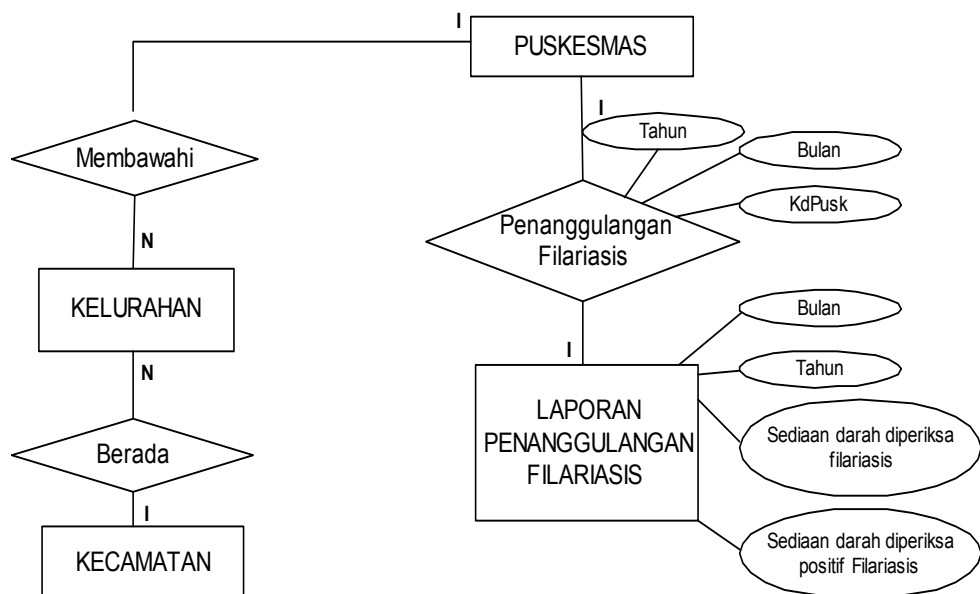 I
PUSKESMAS
I
Tahun
Bulan
KdPusk
Membawahi
Penanggulangan
Filariasis
N
KELURAHAN
N
Berada
I
KECAMATAN
I
LAPORAN
PENANGGULANGAN
FILARIASIS
Bulan
Tahun
Sediaan darah diperiksa
filariasis
Sediaan darah diperiksa
positif Filariasis